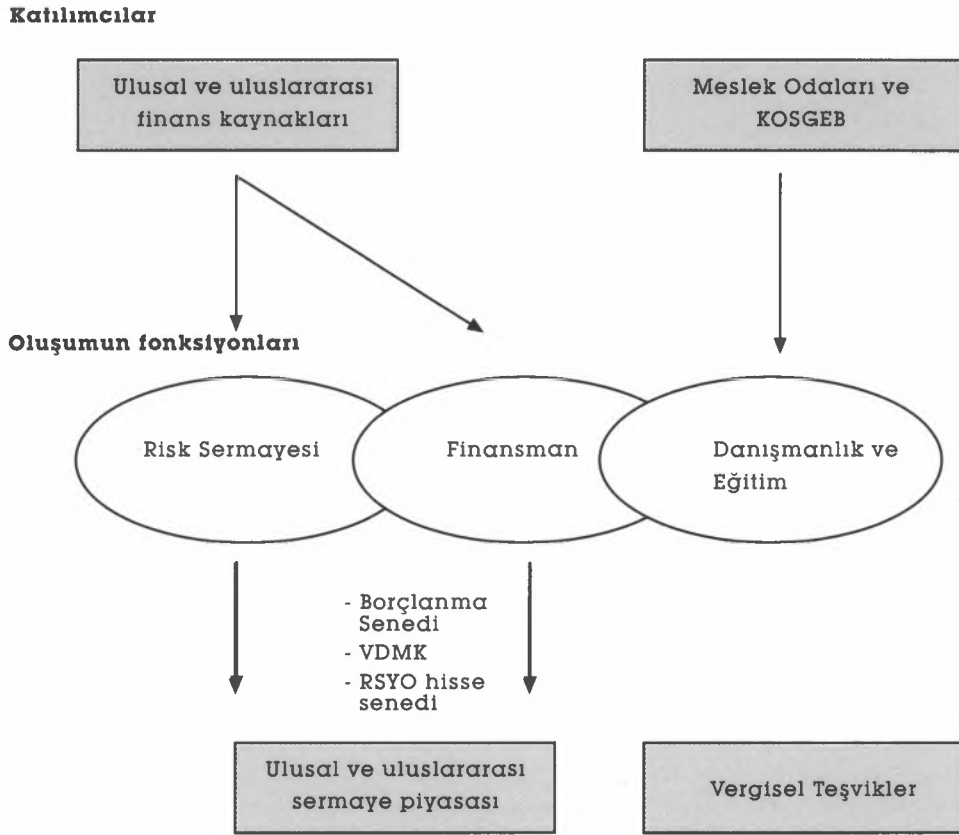 Katılımcılar
Ulusal ve uluslararası
finans kaynakları
Meslek Odaları ve
KOSGEB
Oluşumun fonksiyonları
Risk Sermayesi
Finansman
Danışmanlık ve
Eğitim
- Borçlanma
Senedi
- VDMK
- RSYO hisse
senedi
Ulusal ve uluslararası
sermaye piyasası
Vergisel Teşvikler